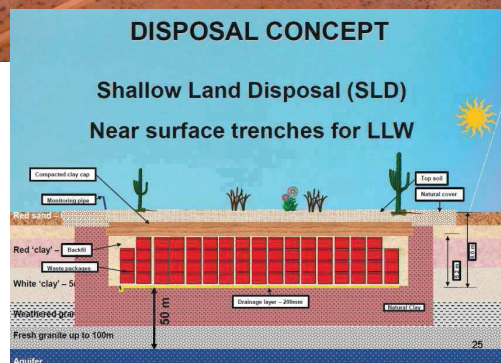 DISPOSAL CONCEPT
Shallow Land Disposal (SLD)
Near surface trenches for LLW
Compacted clay cap
Top soil
Monitoring pipe
Natural cover
Red sand –
Red 'clay' –
Backfill
Waste packages
White 'clay' –
Drainage layer – 200mm
Natural Clay
50 m
Weathered
Fresh granite up to 100m
25
Aquifer